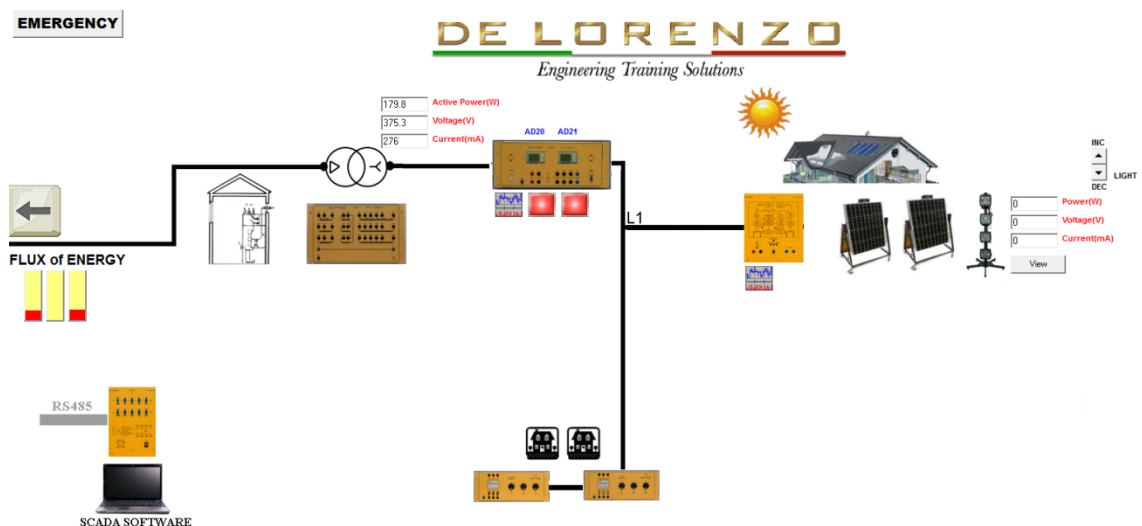 EMERGENCY
DE LORENZO
Engineering Training Solutions
179.8 Active Power(W)
375.3 Voltage(V)
276 Current(mA)
AD20 AD21
INC
LIGHT
DEC
L1
0 Power(W)
0 Voltage(V)
0 Current(mA)
View
FLUX of ENERGY
RS485
SCADA SOFTWARE